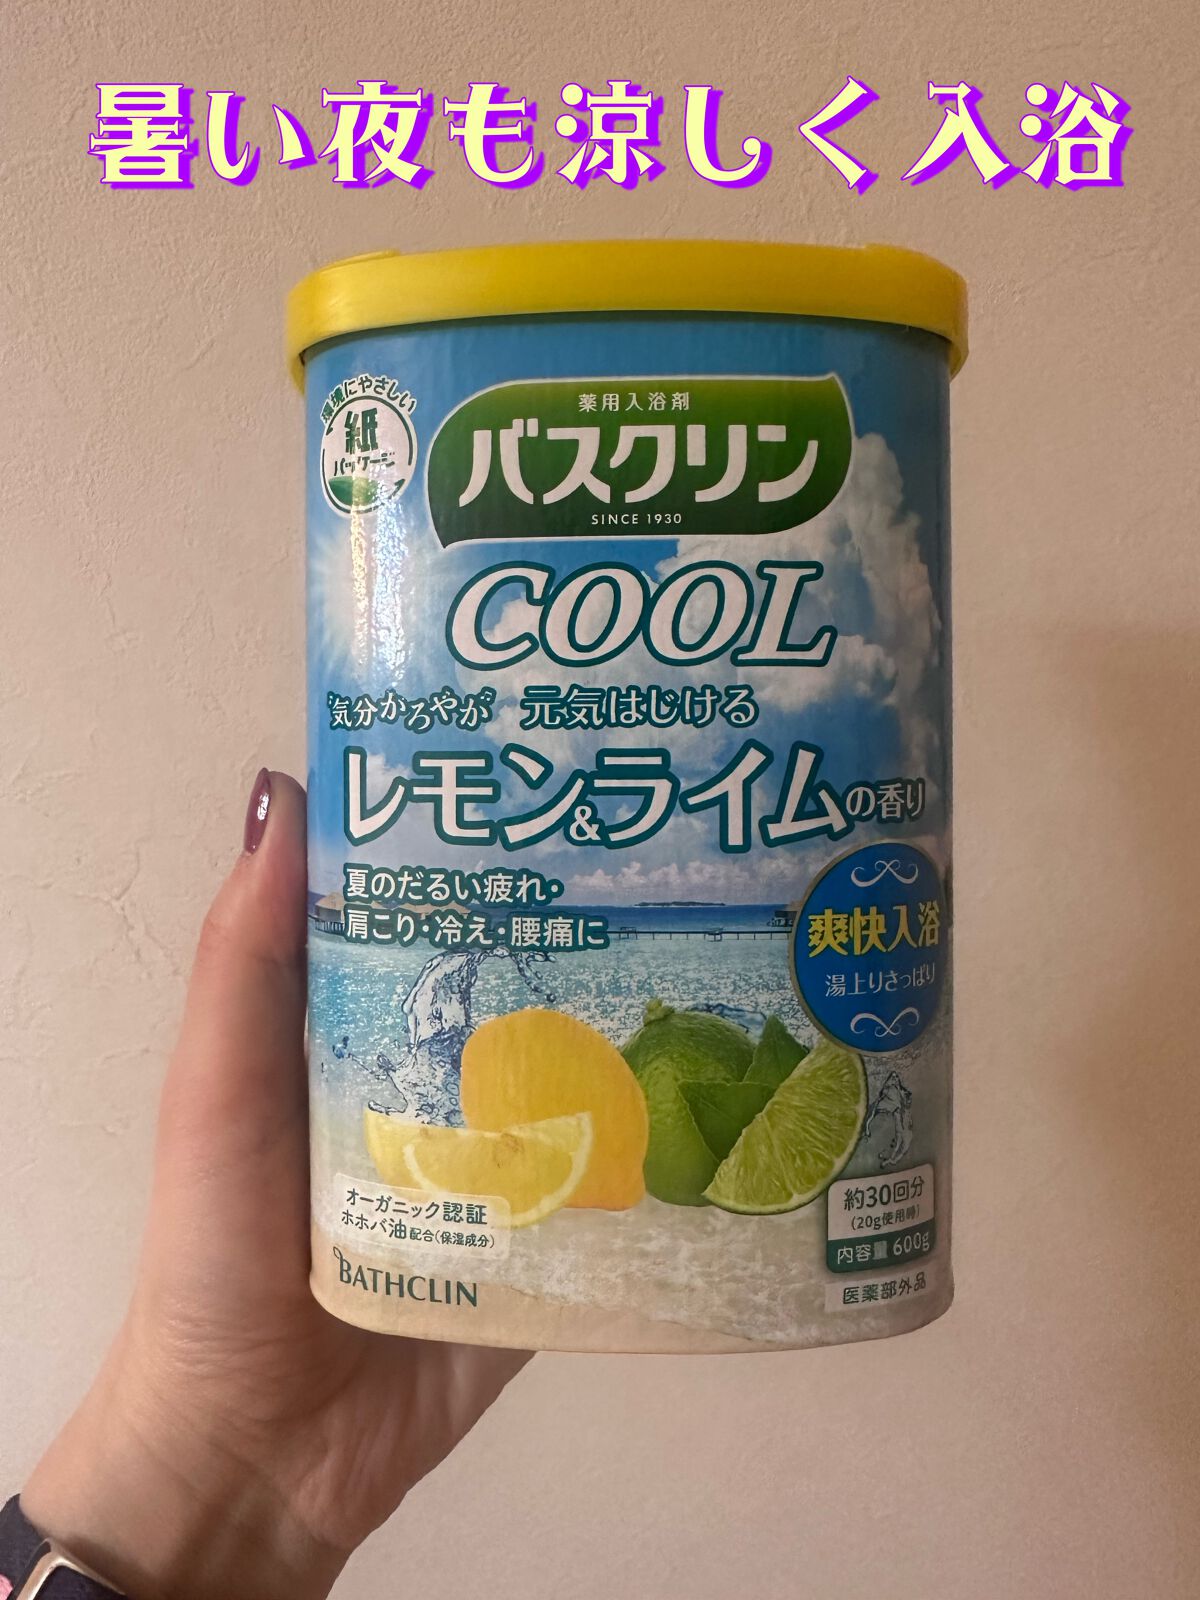 暑い夜も涼しく入浴
環境にやさしい
紙
パッケージ
薬用入浴剤
バスクリン
SINCE 1930
COOL
"気分かろやか" 元気はじける
レモン&ライムの香り
夏のだるい疲れ・
肩こり・冷え・腰痛に
爽快入浴
湯上りさっぱり
オーガニック認証
ホホバ油配合(保湿成分)
BATHCLIN
約30回分
(20g使用時)
内容量 600g
医薬部外品